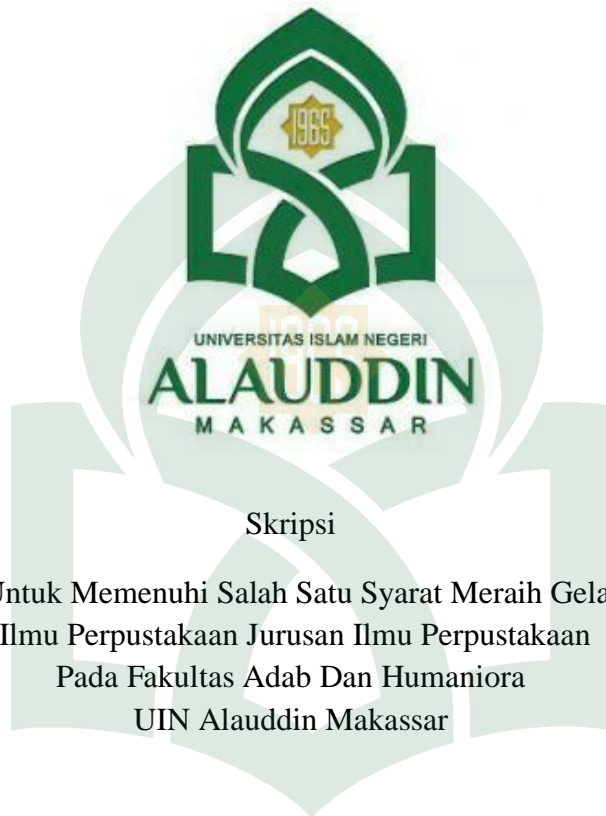 1965
UNIVERSITAS ISLAM NEGERI
ALAUDDIN
MAKASSAR
Skripsi
Untuk Memenuhi Salah Satu Syarat Meraih Gela
Ilmu Perpustakaan Jurusan Ilmu Perpustakaan
Pada Fakultas Adab Dan Humaniora
UIN Alauddin Makassar